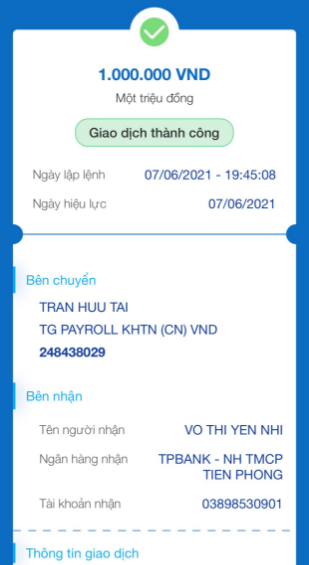 1.000.000 VND
Một triệu đồng
Giao dịch thành công
Ngày lập lệnh 07/06/2021 - 19:45:08
Ngày hiệu lực 07/06/2021
Bên chuyển
TRAN HUU TAI
TG PAYROLL KHTN (CN) VND
248438029
Bên nhận
Tên người nhận VO THI YEN NHI
Ngân hàng nhận TPBANK - NH TMCP
TIEN PHONG
Tài khoản nhận 03898530901
Thông tin giao dịch